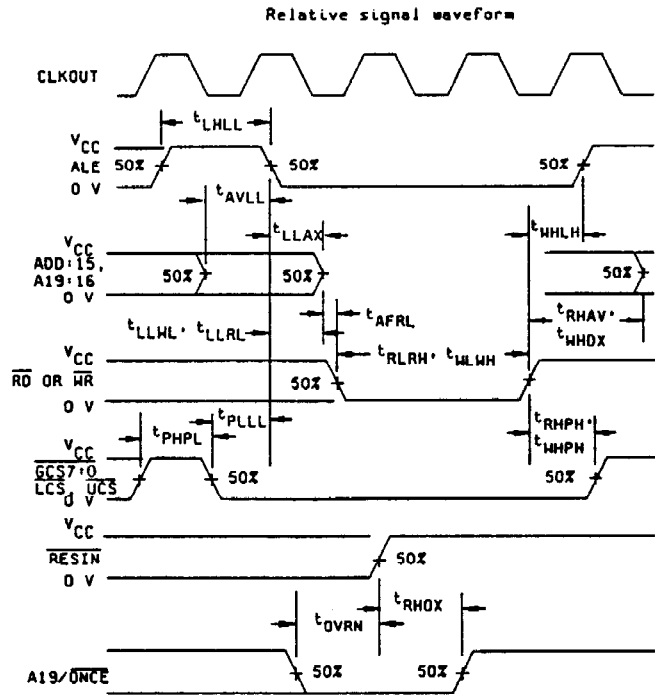 Relative signal waveform
CLKOUT
tLHLL
VCC
ALE 50% 50% 50%
0 V
tAVLL
tLLAX tWHLH
VCC
ADD:15,
A19:16 50% 50% 50%
0 V
tAFRL tRHAV,
tLLWL, tLLRL tWHDX
VCC tRLRH, tWLWH
RD OR WR 50%
0 V
tPHPL tPLLL tRHPH,
VCC tWHPH
GCS7:0 50% 50%
LCS, UCS
0 V
VCC
RESIN 50%
0 V
tOVRN tRHOX
A19/ONCE 50% 50%